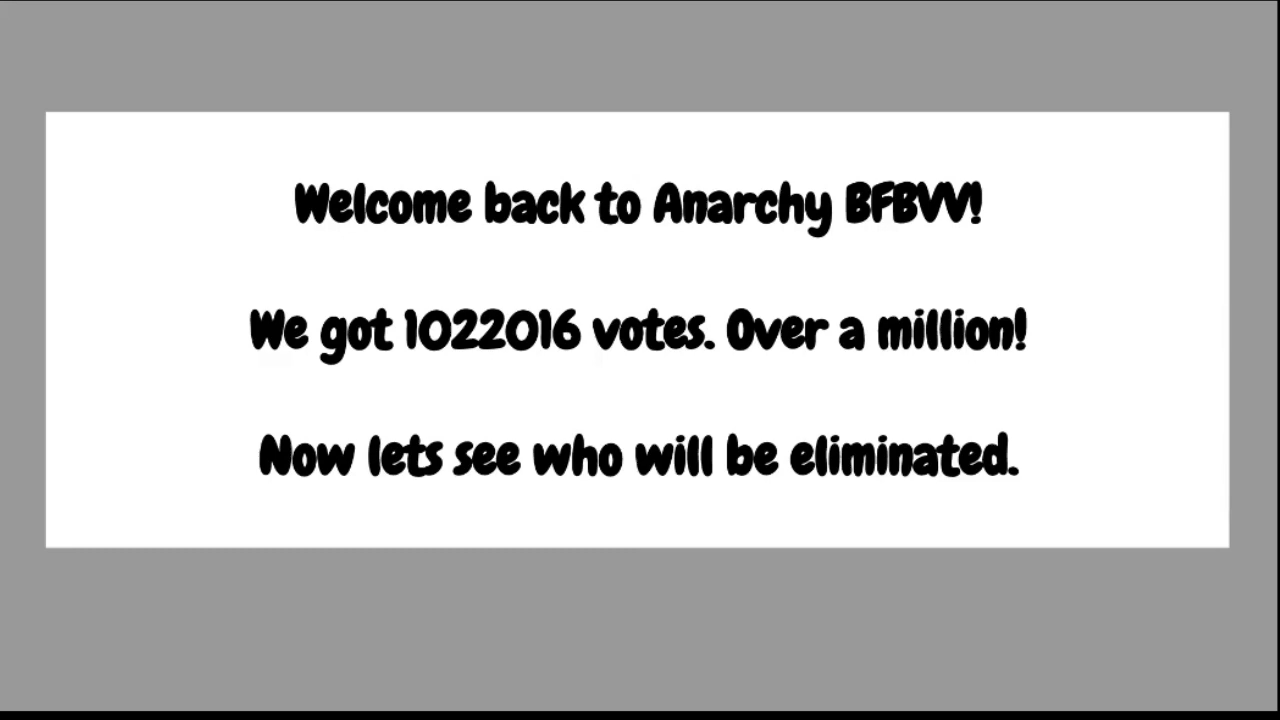 Welcome back to Anarchy BFBVV!
We got 1022016 votes. Over a million!
Now lets see who will be eliminated.